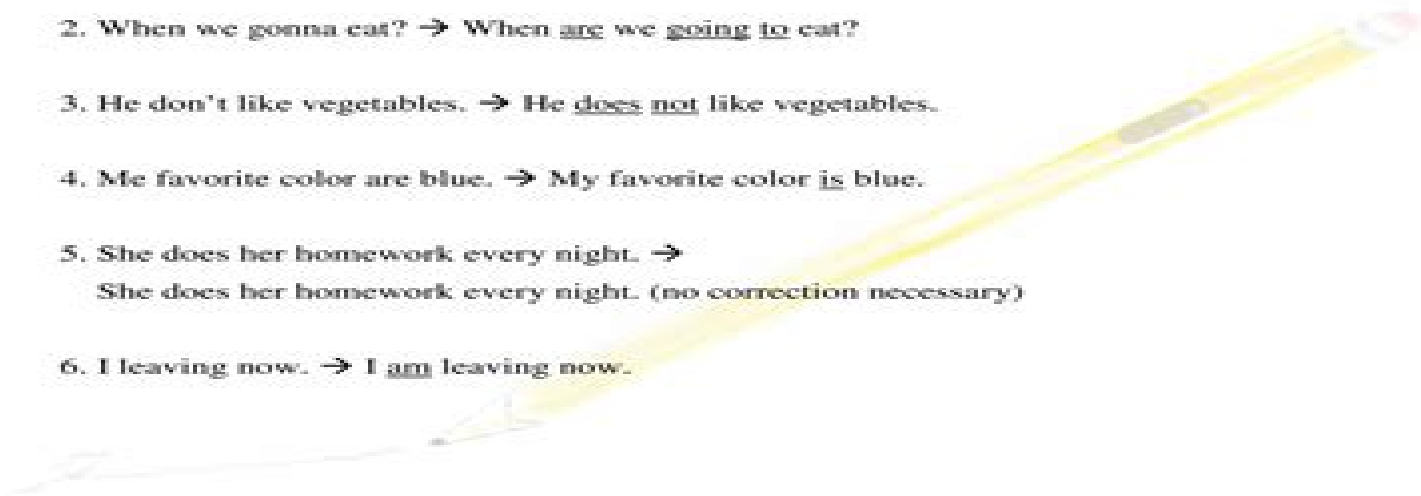 2. When we gonna eat? → When are we going to eat?
3. He don't like vegetables. → He does not like vegetables.
4. Me favorite color are blue. → My favorite color is blue.
5. She does her homework every night. →
She does her homework every night. (no correction necessary)
6. I leaving now. → I am leaving now.